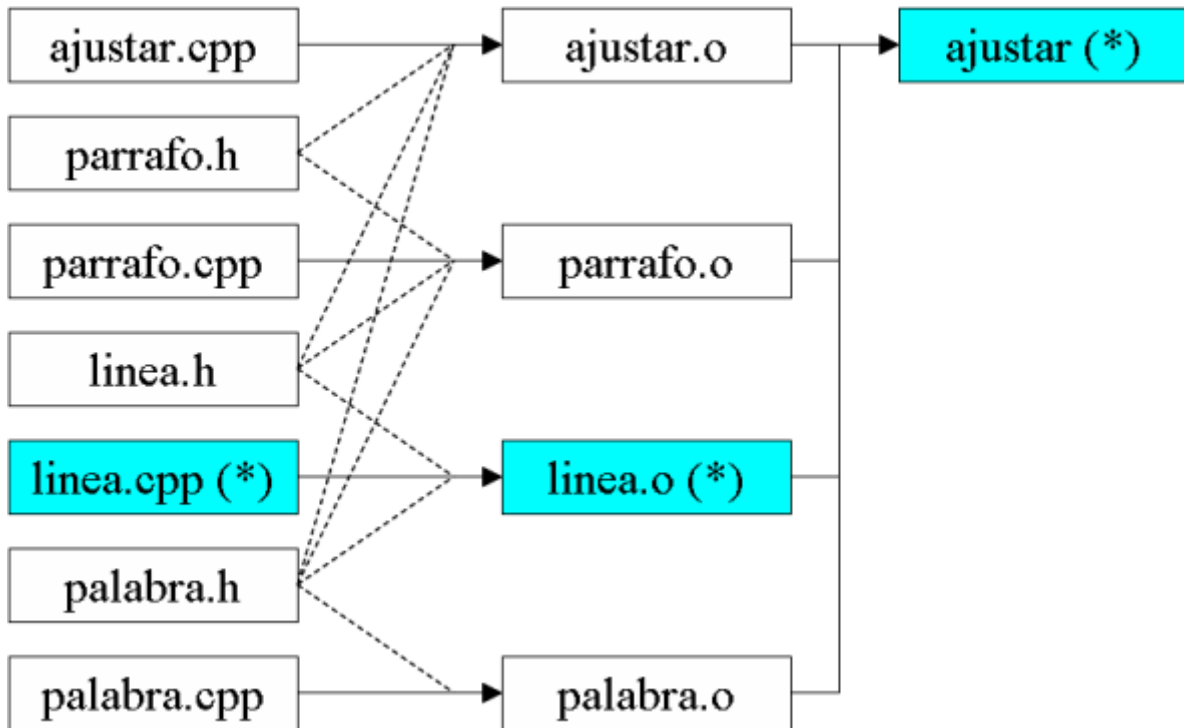 ajustar.cpp
ajustar.o
ajustar (*)
parrafo.h
parrafo.cpp
parrafo.o
linea.h
linea.cpp (*)
linea.o (*)
palabra.h
palabra.cpp
palabra.o